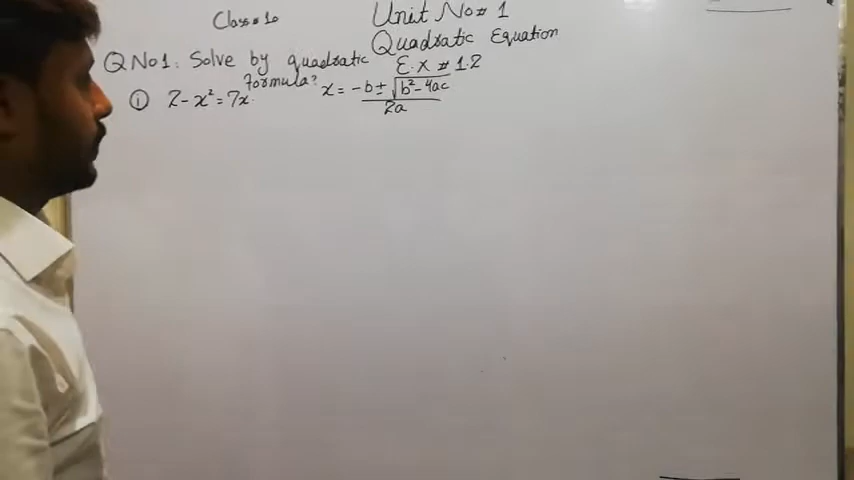 Class # 10
Unit No # 1
Quadratic Equation
E.X # 1.2
Q No 1: Solve by quadratic
Formula?
① 2 - x² = 7x.
x = -b ± √b² - 4ac / 2a